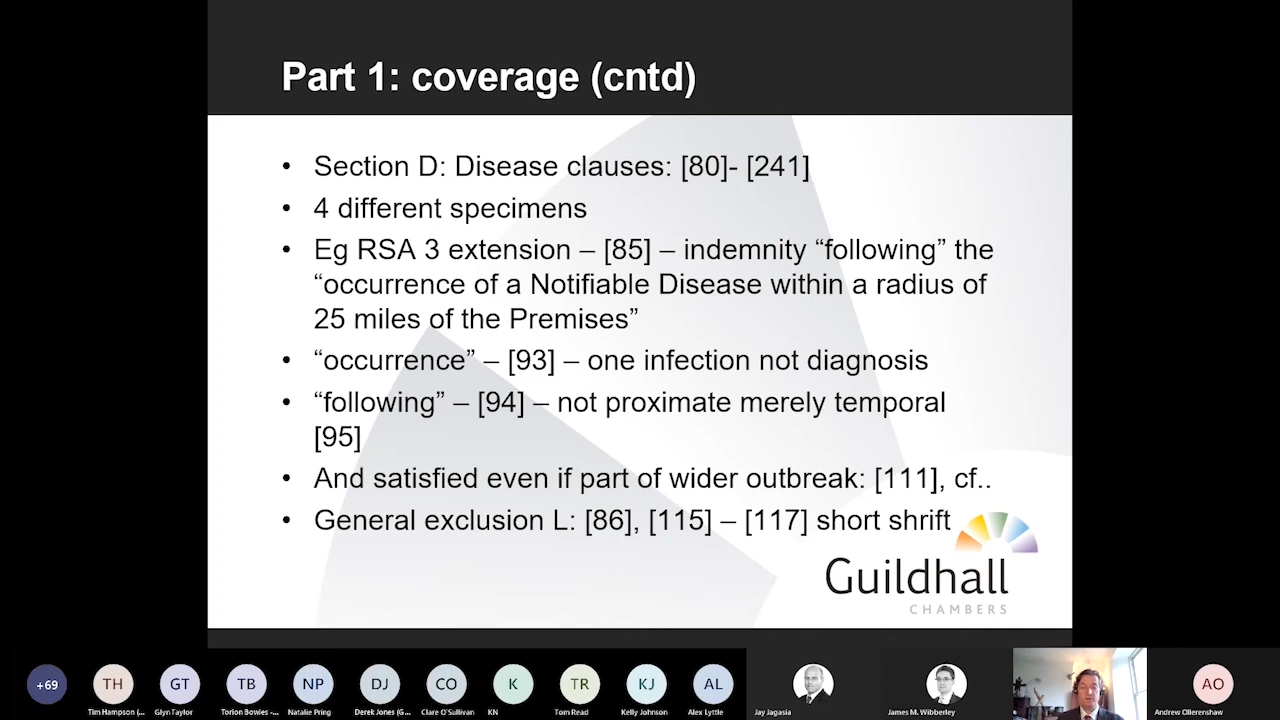 Part 1: coverage (cntd)
• Section D: Disease clauses: [80]- [241]
• 4 different specimens
• Eg RSA 3 extension – [85] – indemnity “following” the
“occurrence of a Notifiable Disease within a radius of
25 miles of the Premises”
• “occurrence” – [93] – one infection not diagnosis
• “following” – [94] – not proximate merely temporal
[95]
• And satisfied even if part of wider outbreak: [111], cf..
• General exclusion L: [86], [115] – [117] short shrift
Guildhall
CHAMBERS
+69 TH GT TB NP DJ CO K TR KJ AL AO
Tim Hampson (... Glyn Taylor Torion Bowles -... Natalie Pring Derek Jones (G... Clare O'Sullivan KN Tom Read Kelly Johnson Alex Lyttle Jay Jagasia James M. Wibberley Andrew Ollerenshaw